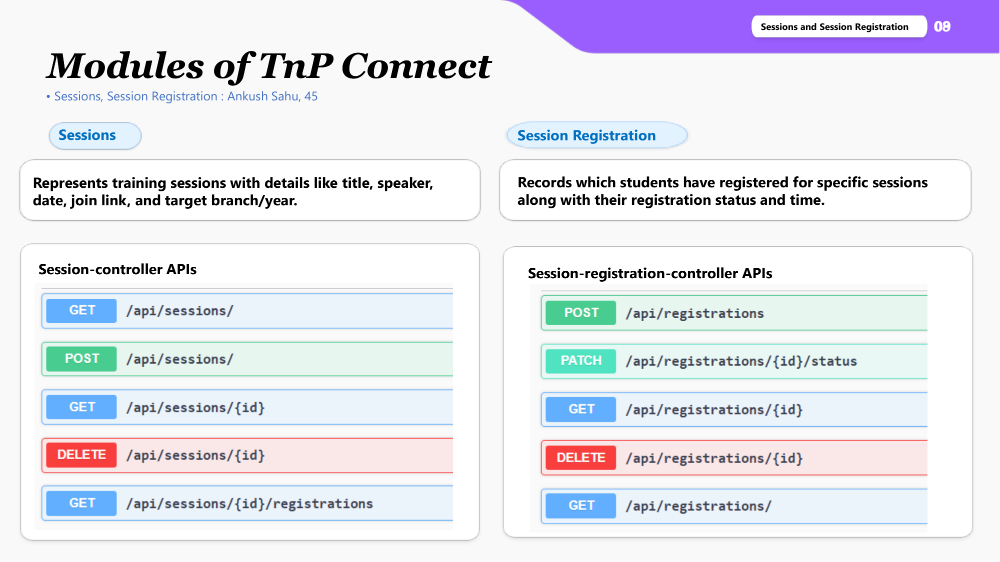 Sessions and Session Registration
Modules of TnP Connect
• Sessions, Session Registration : Ankush Sahu, 45
Sessions
Represents training sessions with details like title, speaker,
date, join link, and target branch/year.
Session-controller APIs
GET /api/sessions/
POST /api/sessions/
GET /api/sessions/{id}
DELETE /api/sessions/{id}
GET /api/sessions/{id}/registrations
Session Registration
Records which students have registered for specific sessions
along with their registration status and time.
Session-registration-controller APIs
POST /api/registrations
PATCH /api/registrations/{id}/status
GET /api/registrations/{id}
DELETE /api/registrations/{id}
GET /api/registrations/